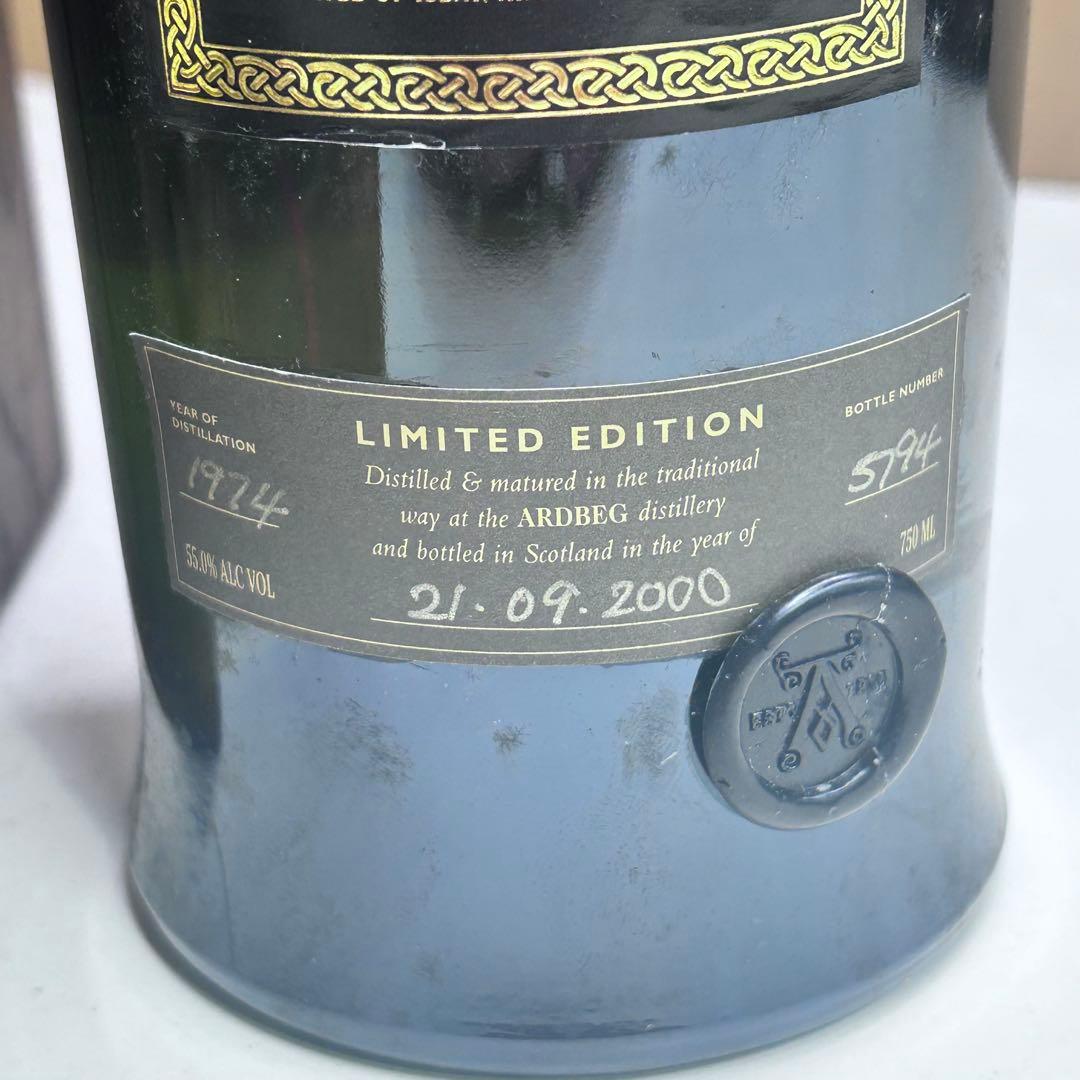 YEAR OF
DISTILLATION
1974
55.0% ALC VOL
LIMITED EDITION
Distilled & matured in the traditional
way at the ARDBEG distillery
and bottled in Scotland in the year of
21.09.2000
BOTTLE NUMBER
5794
750 ML